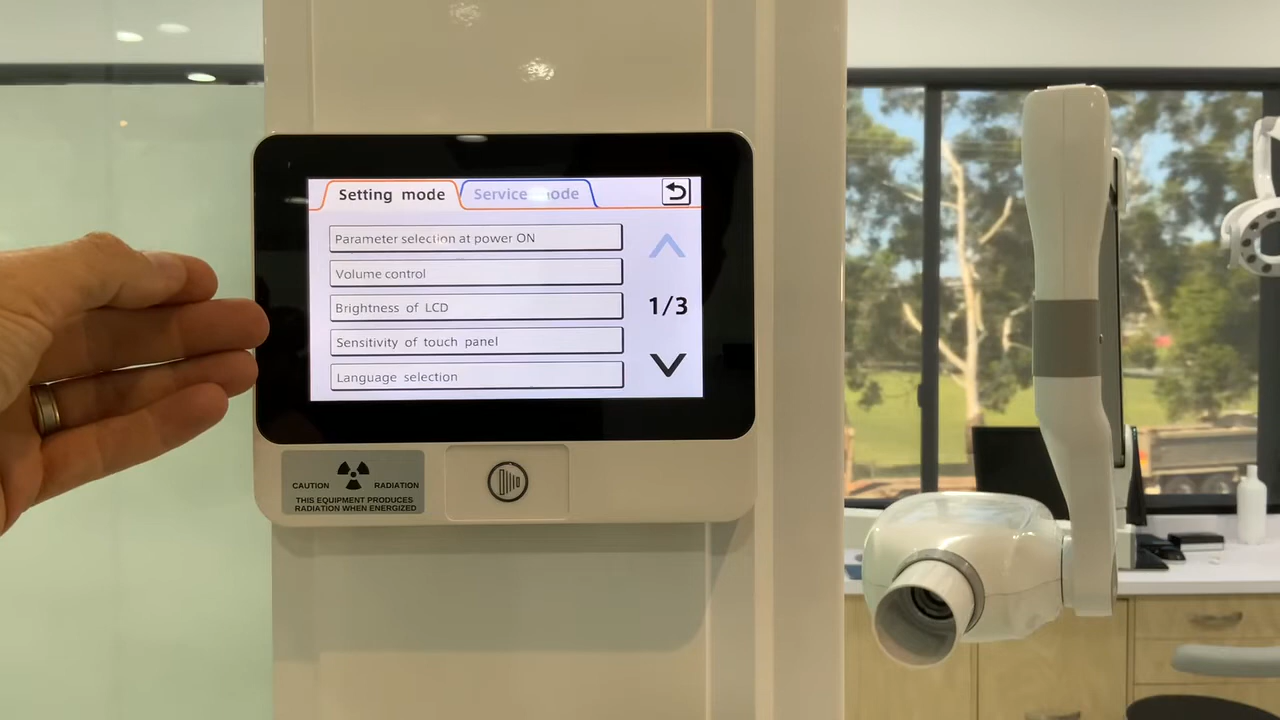 Setting mode
Service mode
Parameter selection at power ON
Volume control
1/3
Brightness of LCD
Sensitivity of touch panel
Language selection
CAUTION RADIATION
THIS EQUIPMENT PRODUCES
RADIATION WHEN ENERGIZED